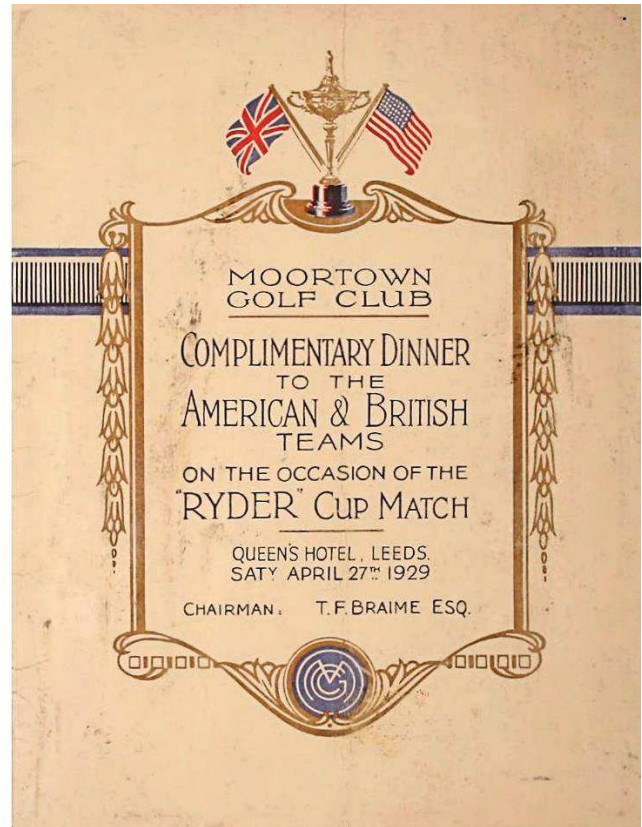 MOORTOWN
GOLF CLUB
COMPLIMENTARY DINNER
TO THE
AMERICAN & BRITISH
TEAMS
ON THE OCCASION OF THE
"RYDER" CUP MATCH
QUEEN'S HOTEL, LEEDS.
SATY APRIL 27TH 1929
CHAIRMAN: T.F. BRAIME ESQ.
MGC